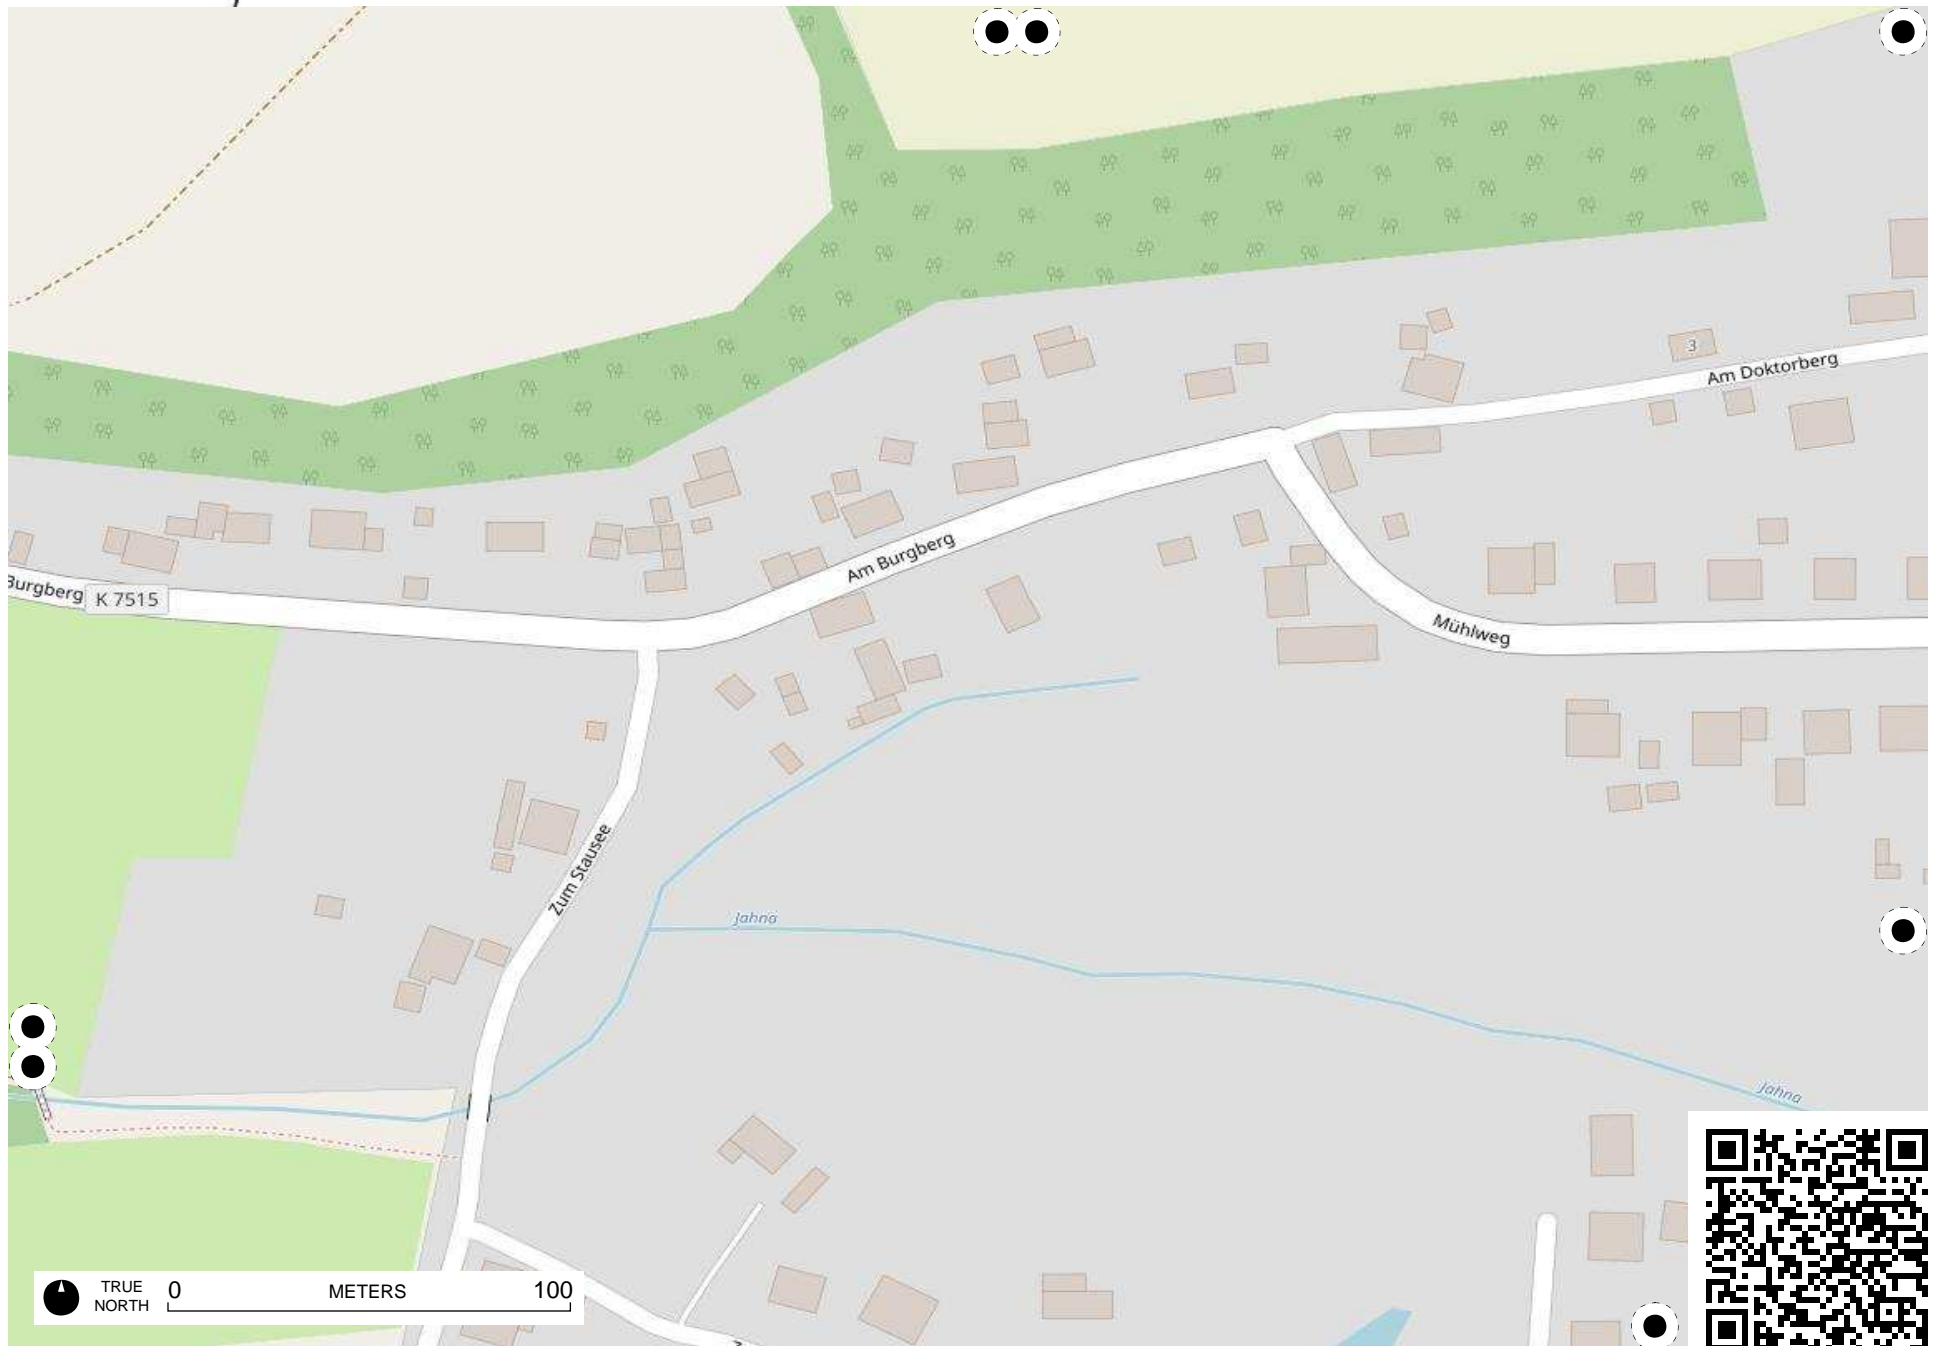 3
Am Doktorberg
Am Burgberg
Burgberg
K 7515
Mühlweg
Zum Stausee
Jahna
Jahna
TRUE NORTH
0 METERS 100